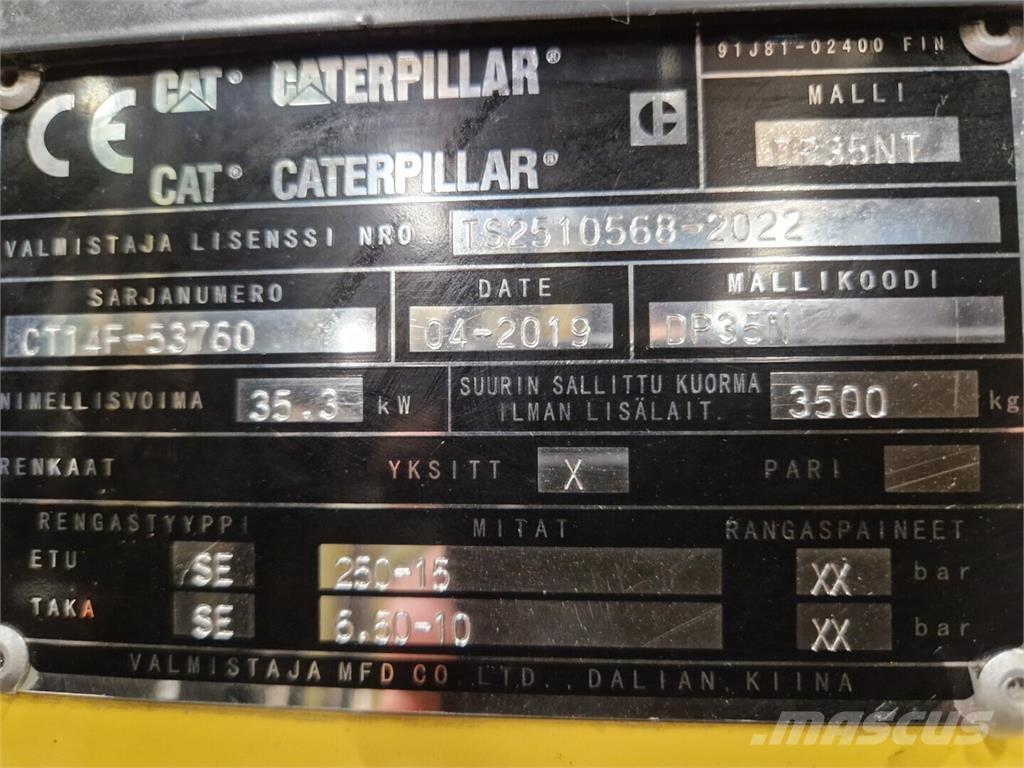 91J81-02400 FIN
CE CAT® CATERPILLAR®
MALLI
CAT® CATERPILLAR®
DP35NT
VALMISTAJA LISENSSI NRO TS2510568-2022
SARJANUMERO DATE MALLIKOODI
CT14F-53760 04-2019 DP35N
NIMELLISVOIMA 35.3 kW SUURIN SALLITTU KUORMA 3500 kg
ILMAN LISÄLAIT.
RENKAAT YKSITT X PARI
RENGASTYYPPI MITAT RANGASPAINEET
ETU SE 250-15 XX bar
TAKA SE 6.50-10 XX bar
VALMISTAJA MFD CO.LTD., DALIAN,KIINA
MASCUS